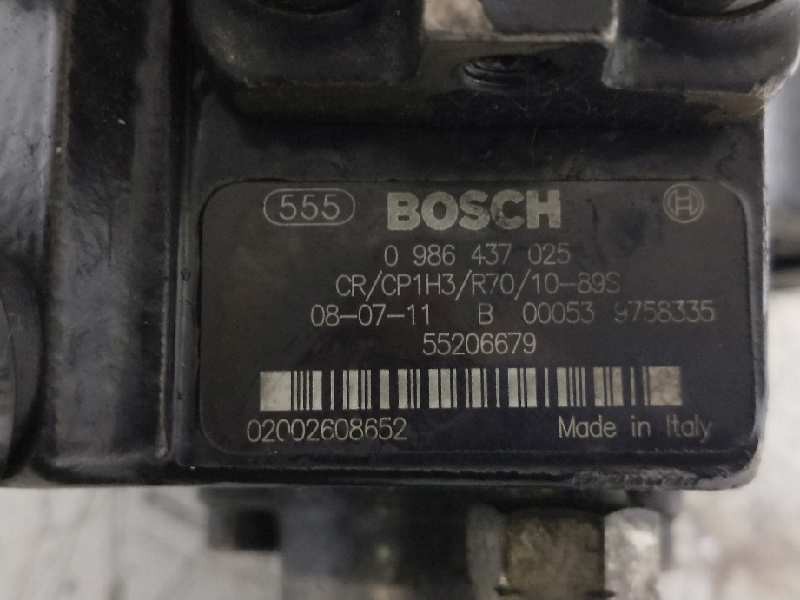 555 BOSCH
0 986 437 025
CR/CP1H3/R70/10-89S
08-07-11 B 00053 9758335
55206679
02002608652 Made in Italy